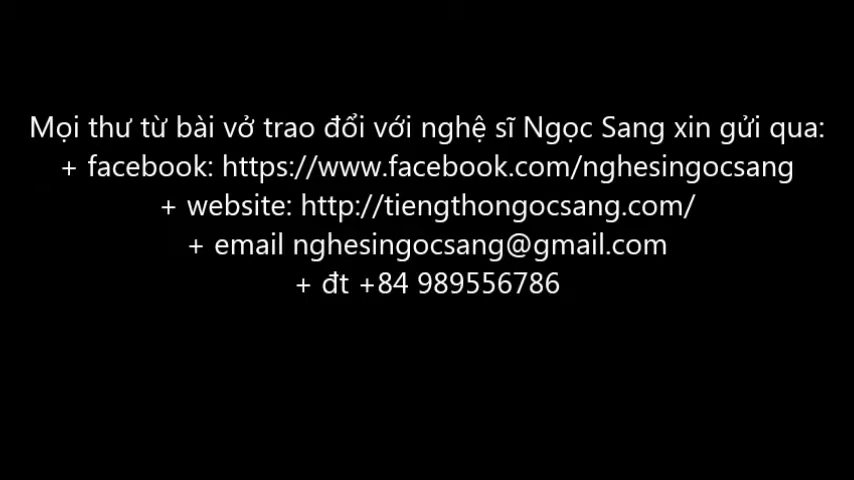 Mọi thư từ bài vở trao đổi với nghệ sĩ Ngọc Sang xin gửi qua:
+ facebook: https://www.facebook.com/nghesingocsang
+ website: http://tiengthongocsang.com/
+ email nghesingocsang@gmail.com
+ đt +84 989556786